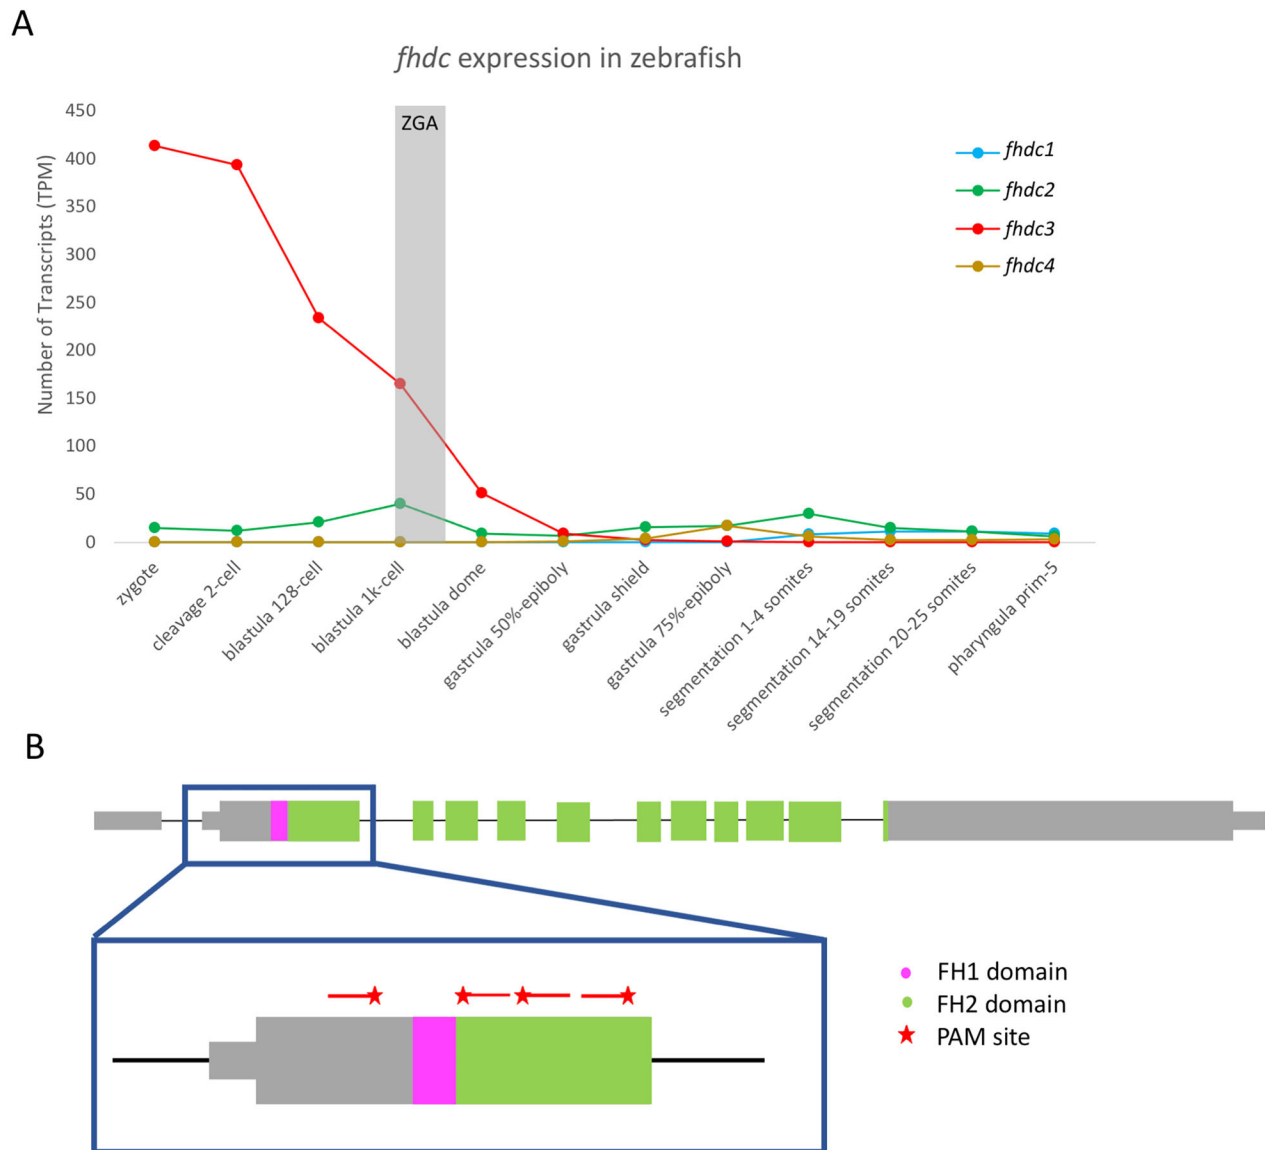 A
fhdc expression in zebrafish
Number of Transcripts (TPM)
450
400
350
300
250
200
150
100
50
0
ZGA
fhdc1
fhdc2
fhdc3
fhdc4
zygote
cleavage 2-cell
blastula 128-cell
blastula 1k-cell
blastula dome
gastrula 50%-epiboly
gastrula shield
gastrula 75%-epiboly
segmentation 1-4 somites
segmentation 14-19 somites
segmentation 20-25 somites
pharyngula prim-5
B
FH1 domain
FH2 domain
PAM site